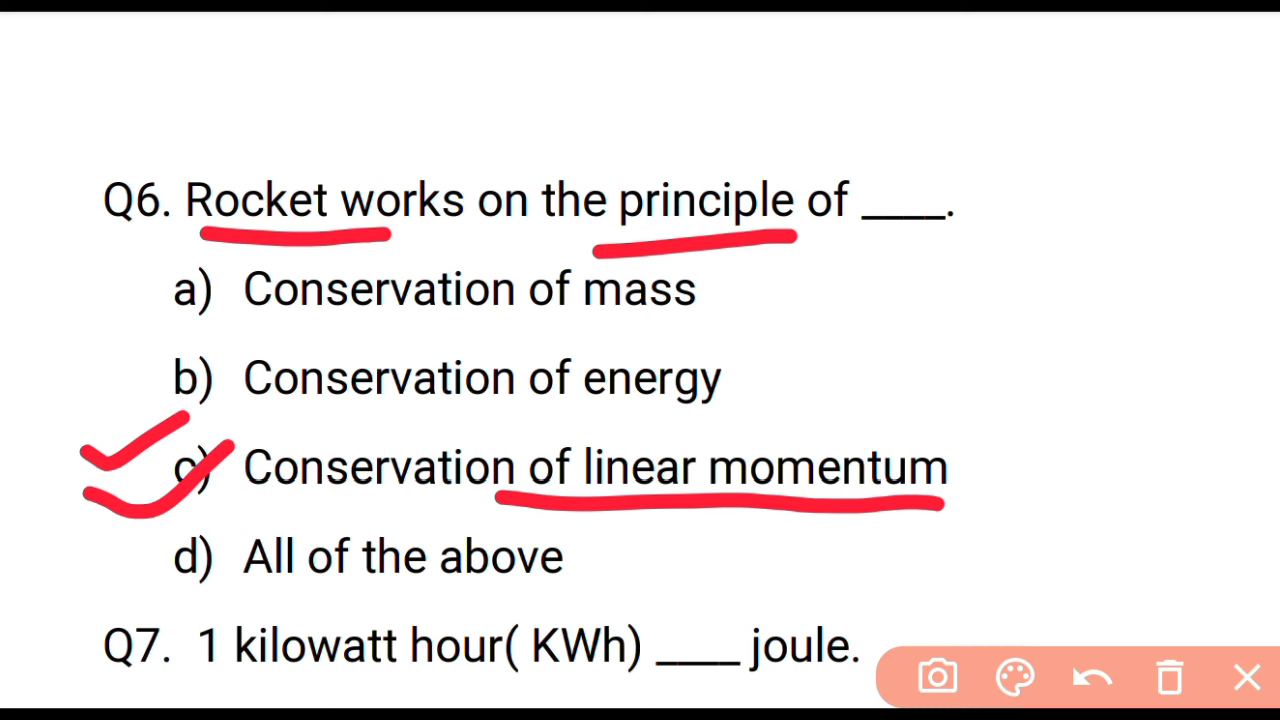 Q6. Rocket works on the principle of ____.
a) Conservation of mass
b) Conservation of energy
c) Conservation of linear momentum
d) All of the above
Q7. 1 kilowatt hour( KWh) ____ joule.